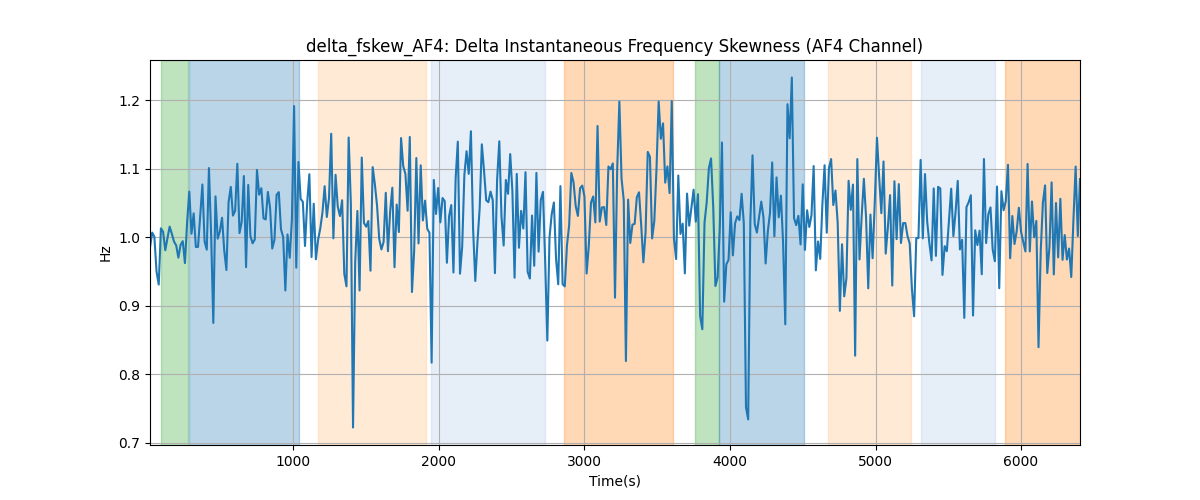 delta_fskew_AF4: Delta Instantaneous Frequency Skewness (AF4 Channel)
Hz
1.2
1.1
1.0
0.9
0.8
0.7
1000 2000 3000 4000 5000 6000
Time(s)